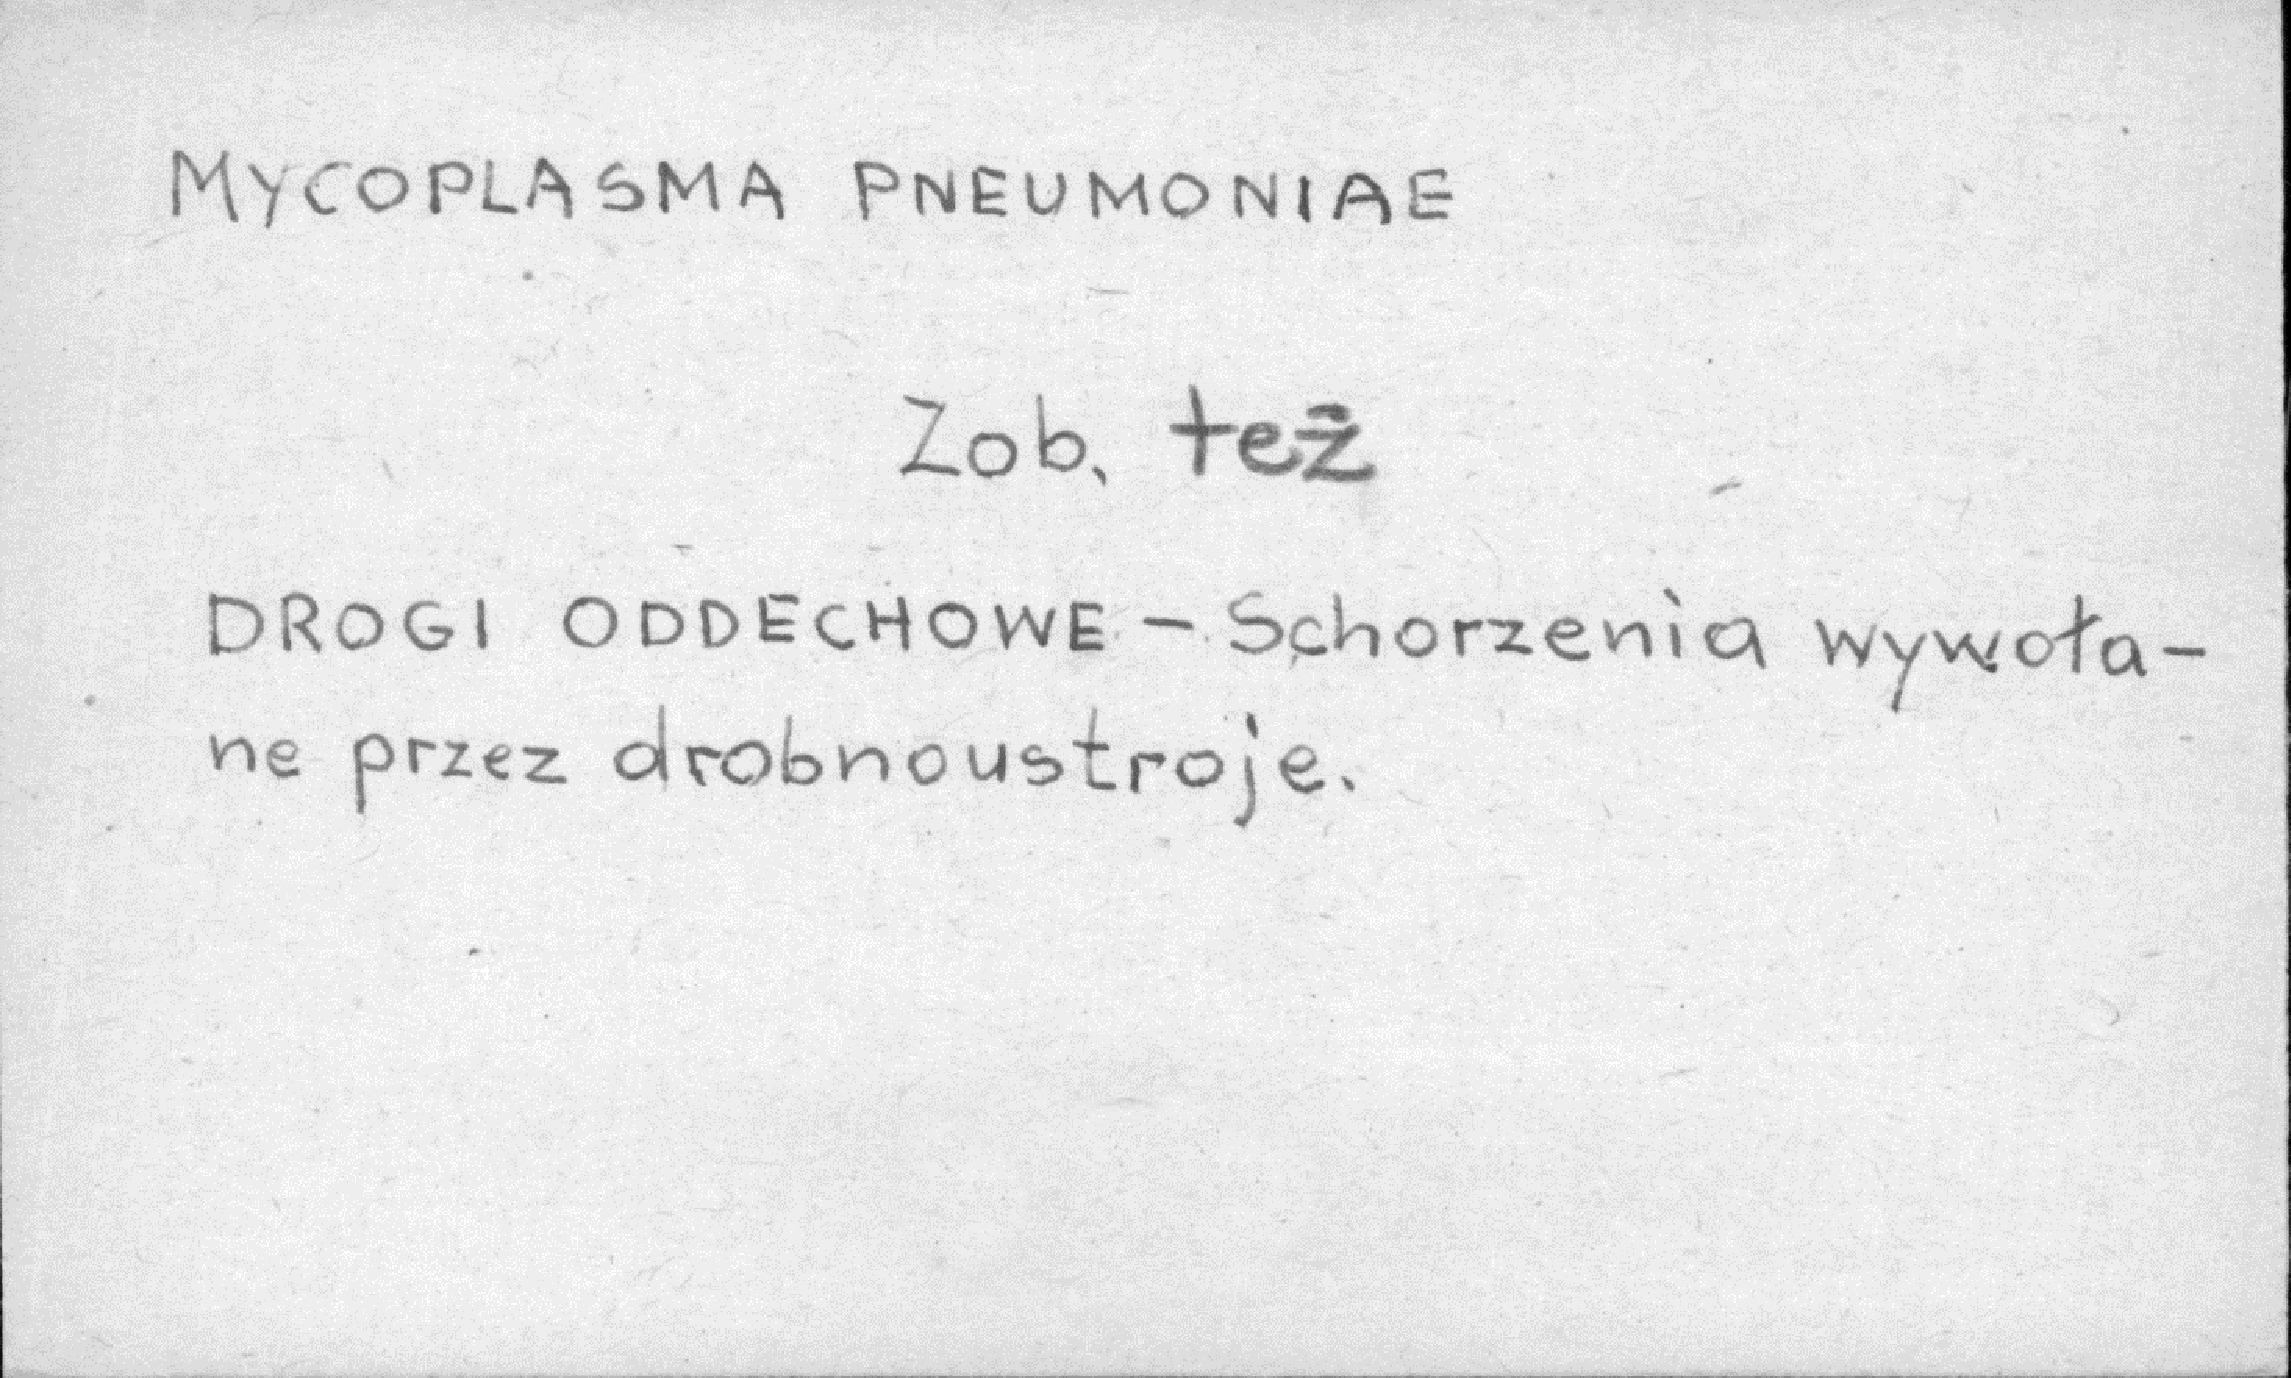 MYCOPLASMA PNEUMONIAE
Zob. też
DROGI ODDECHOWE - Schorzenia wywoła-
ne przez drobnoustroje.